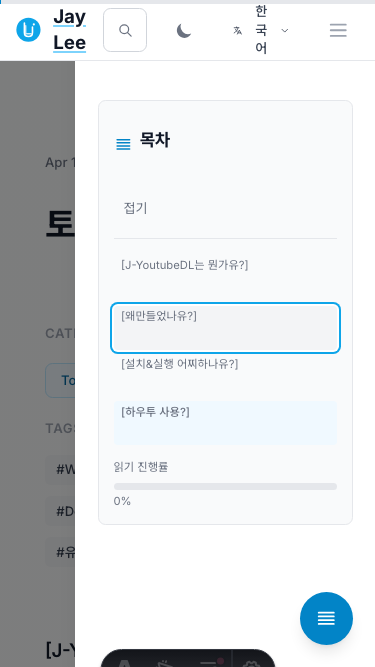 Jay
Lee
한
국
어
목차
접기
[J-YoutubeDL는 뭔가유?]
[왜만들었나유?]
[설치&실행 어찌하나유?]
[하우투 사용?]
읽기 진행률
0%
Apr 1
토
CATE
To
TAGS
#W
#D
#유
[J-Y